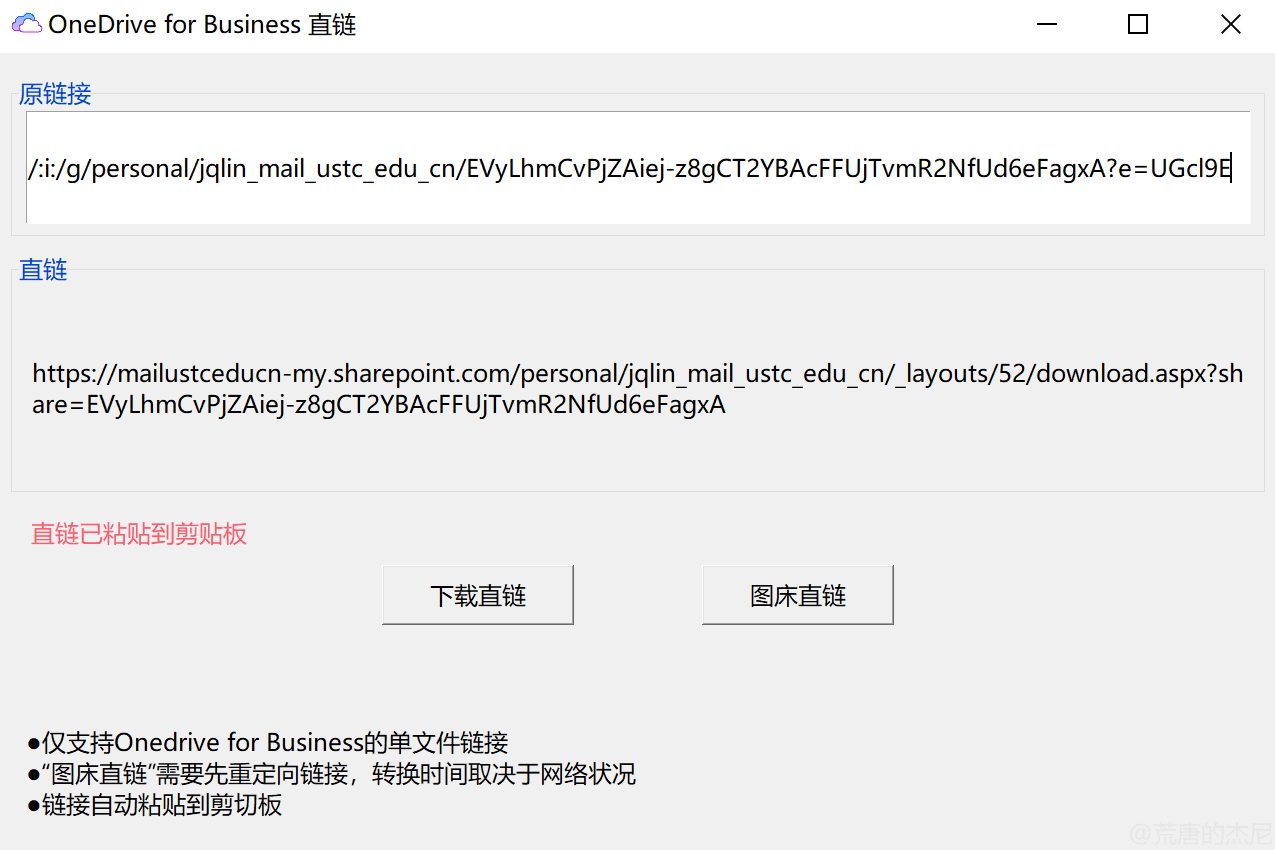 OneDrive for Business 直链
原链接
/:i:/g/personal/jqlin_mail_ustc_edu_cn/EVyLhmCvPjZAiej-z8gCT2YBAcFFUjTvmR2NfUd6eFagxA?e=UGcl9E
直链
https://mailustceducn-my.sharepoint.com/personal/jqlin_mail_ustc_edu_cn/_layouts/52/download.aspx?sh
are=EVyLhmCvPjZAiej-z8gCT2YBAcFFUjTvmR2NfUd6eFagxA
直链已粘贴到剪贴板
下载直链
图床直链
●仅支持Onedrive for Business的单文件链接
●“图床直链”需要先重定向链接，转换时间取决于网络状况
●链接自动粘贴到剪切板
@荒唐的杰尼